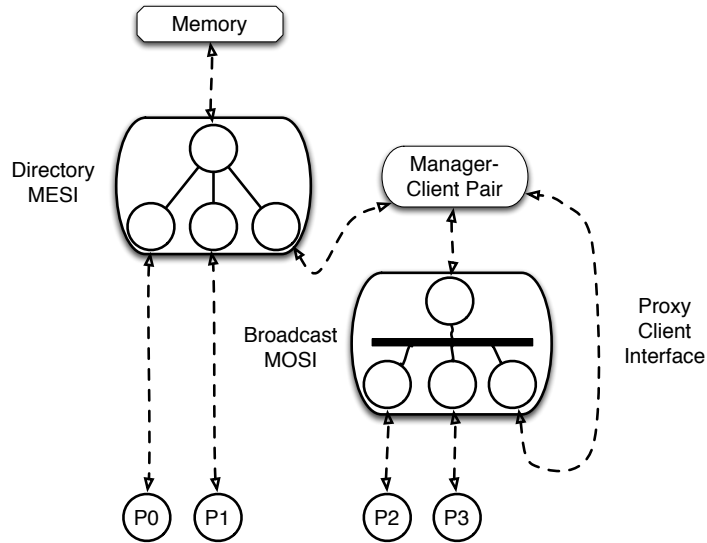 Memory
Directory
MESI
Manager-
Client Pair
Broadcast
MOSI
Proxy
Client
Interface
P0
P1
P2
P3